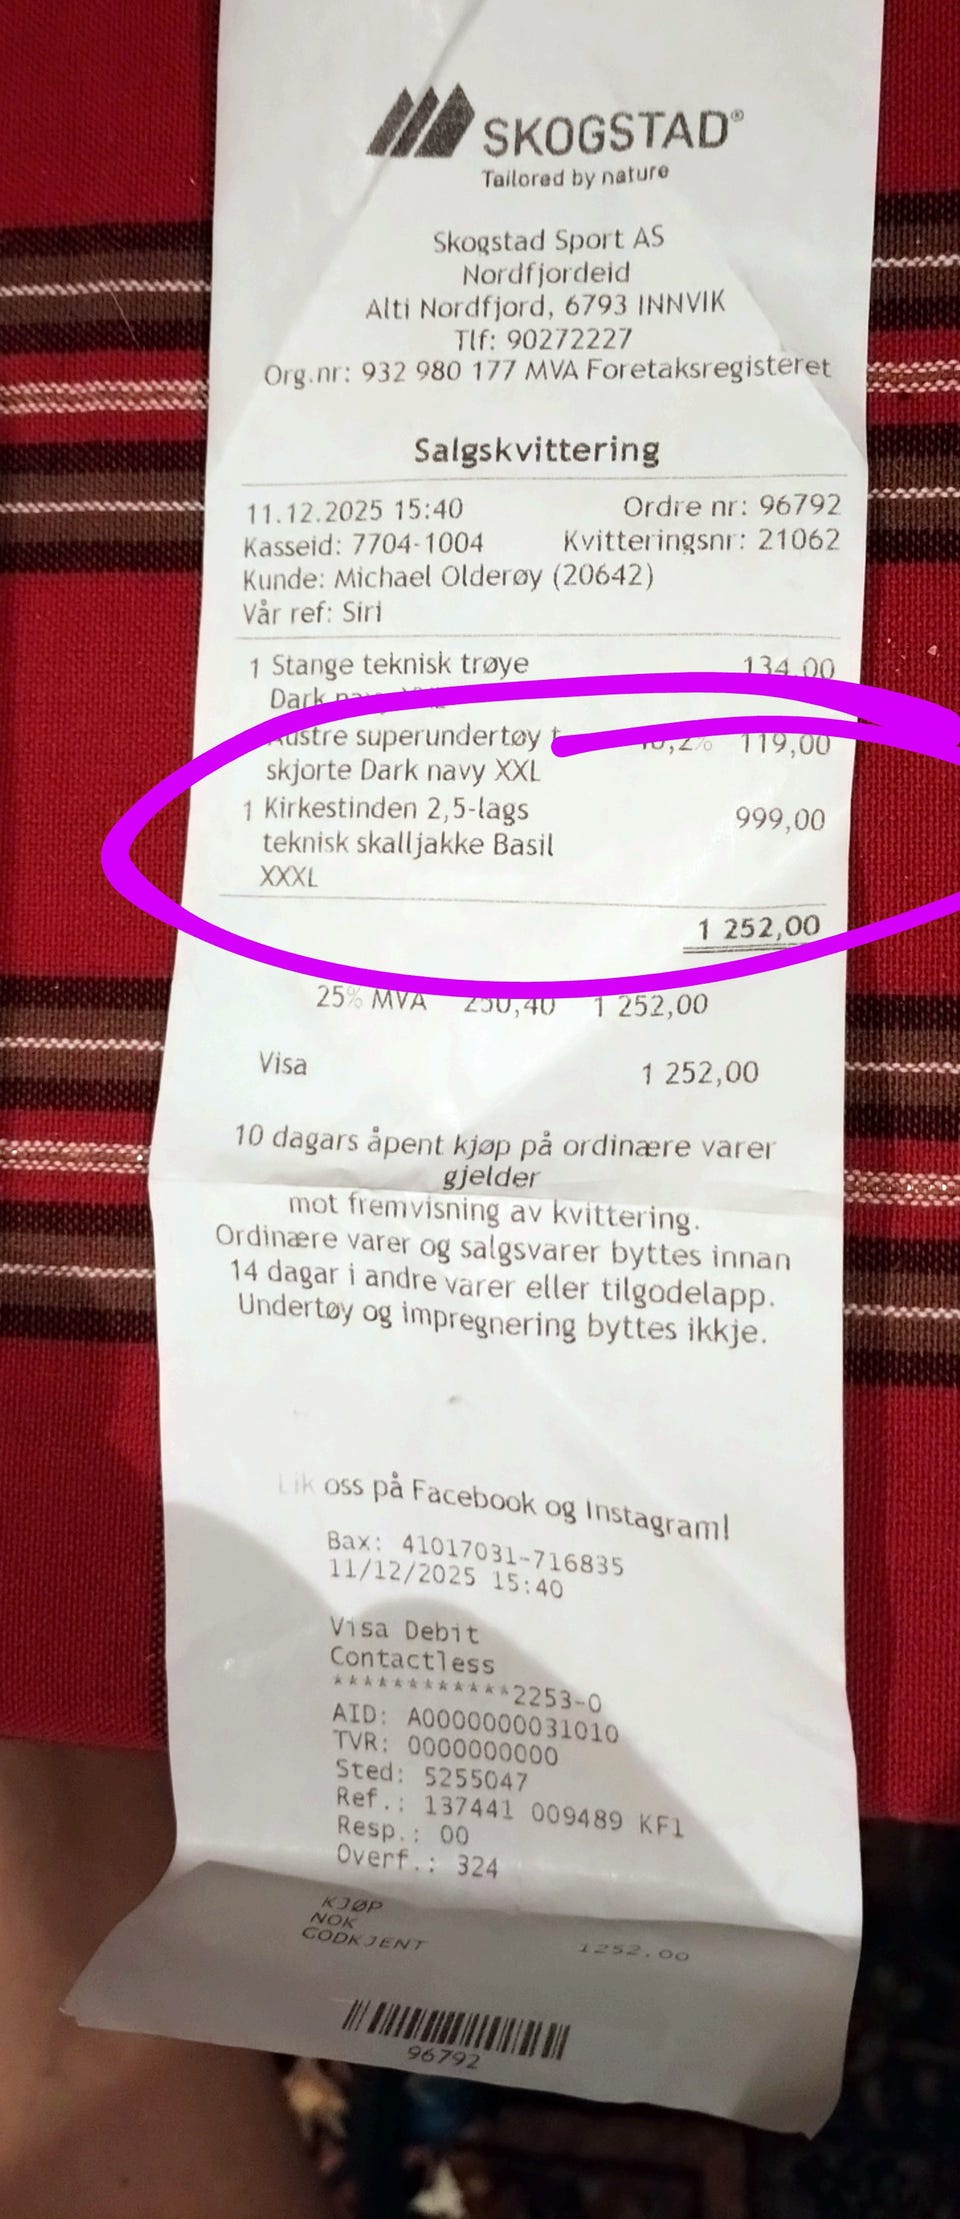 SKOGSTAD®
Tailored by nature
Skogstad Sport AS
Nordfjordeid
Alti Nordfjord, 6793 INNVIK
Tlf: 90272227
Org.nr: 932 980 177 MVA Foretaksregisteret
Salgskvittering
11.12.2025 15:40 Ordre nr: 96792
Kasseid: 7704-1004 Kvitteringsnr: 21062
Kunde: Michael Olderøy (20642)
Vår ref: Siri
1 Stange teknisk trøye 134,00
Dark
Austre superundertøy 119,00
skjorte Dark navy XXL
1 Kirkestinden 2,5-lags 999,00
teknisk skalljakke Basil
XXXL
1 252,00
25% MVA 250,40 1 252,00
Visa 1 252,00
10 dagars åpent kjøp på ordinære varer
gjelder
mot fremvisning av kvittering.
Ordinære varer og salgsvarer byttes innan
14 dagar i andre varer eller tilgodelapp.
Undertøy og impregnering byttes ikkje.
Lik oss på Facebook og Instagram!
Bax: 41017031-716835
11/12/2025 15:40
Visa Debit
Contactless
************2253-0
AID: A0000000031010
TVR: 0000000000
Sted: 5255047
Ref.: 137441 009489 KF1
Resp.: 00
Overf.: 324
KJØP
NOK 1252.00
GODKJENT
96792